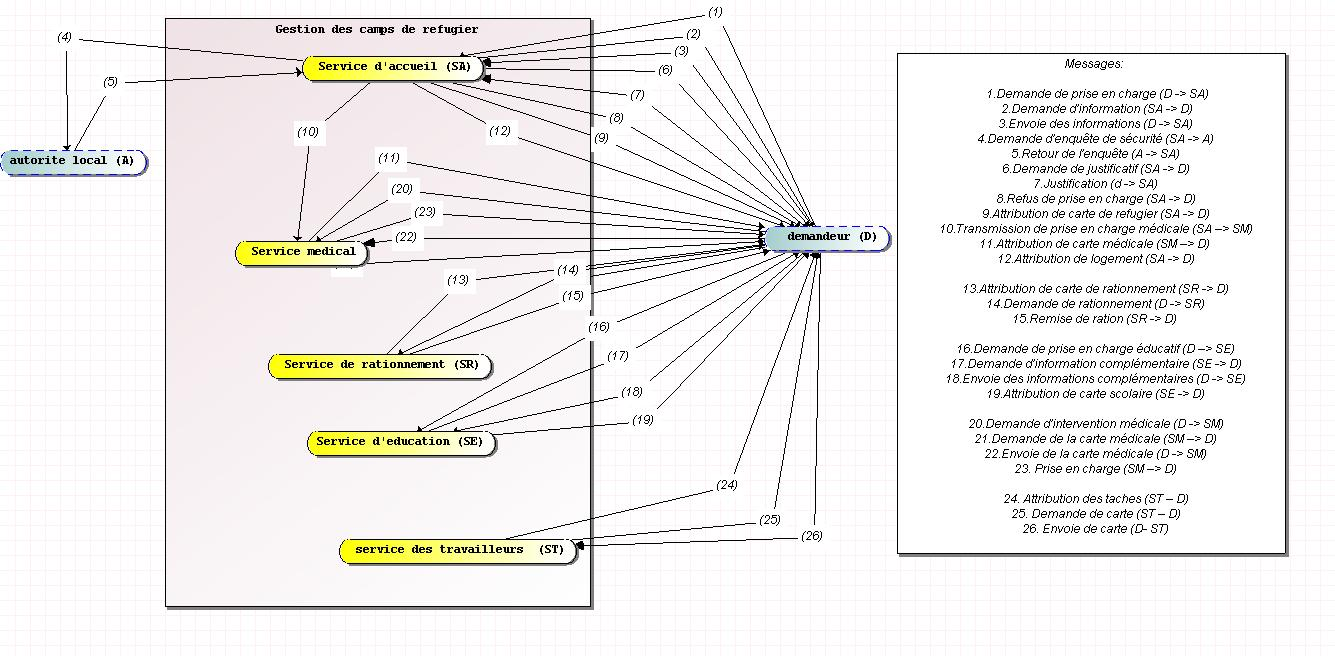 Gestion des camps de refugier
(1)
(2)
(3)
(4)
(5)
(6)
(7)
(8)
(9)
(10)
(12)
(11)
(20)
(23)
(22)
(14)
(13)
(15)
(16)
(17)
(18)
(19)
(24)
(25)
(26)
Service d'accueil (SA)
autorite local (A)
Service medical
demandeur (D)
Service de rationnement (SR)
Service d'education (SE)
service des travailleurs (ST)
Messages:
1.Demande de prise en charge (D -> SA)
2.Demande d'information (SA -> D)
3.Envoie des informations (D -> SA)
4.Demande d'enquête de sécurité (SA -> A)
5.Retour de l'enquête (A -> SA)
6.Demande de justificatif (SA -> D)
7.Justification (d -> SA)
8.Refus de prise en charge (SA -> D)
9.Attribution de carte de refugier (SA -> D)
10.Transmission de prise en charge médicale (SA –> SM)
11.Attribution de carte médicale (SM –> D)
12.Attribution de logement (SA -> D)
13.Attribution de carte de rationnement (SR -> D)
14.Demande de rationnement (D -> SR)
15.Remise de ration (SR -> D)
16.Demande de prise en charge éducatif (D –> SE)
17.Demande d'information complémentaire (SE -> D)
18.Envoie des informations complémentaires (D -> SE)
19.Attribution de carte scolaire (SE -> D)
20.Demande d'intervention médicale (D -> SM)
21.Demande de la carte médicale (SM –> D)
22.Envoie de la carte médicale (D -> SM)
23. Prise en charge (SM –> D)
24. Attribution des taches (ST – D)
25. Demande de carte (ST – D)
26. Envoie de carte (D- ST)